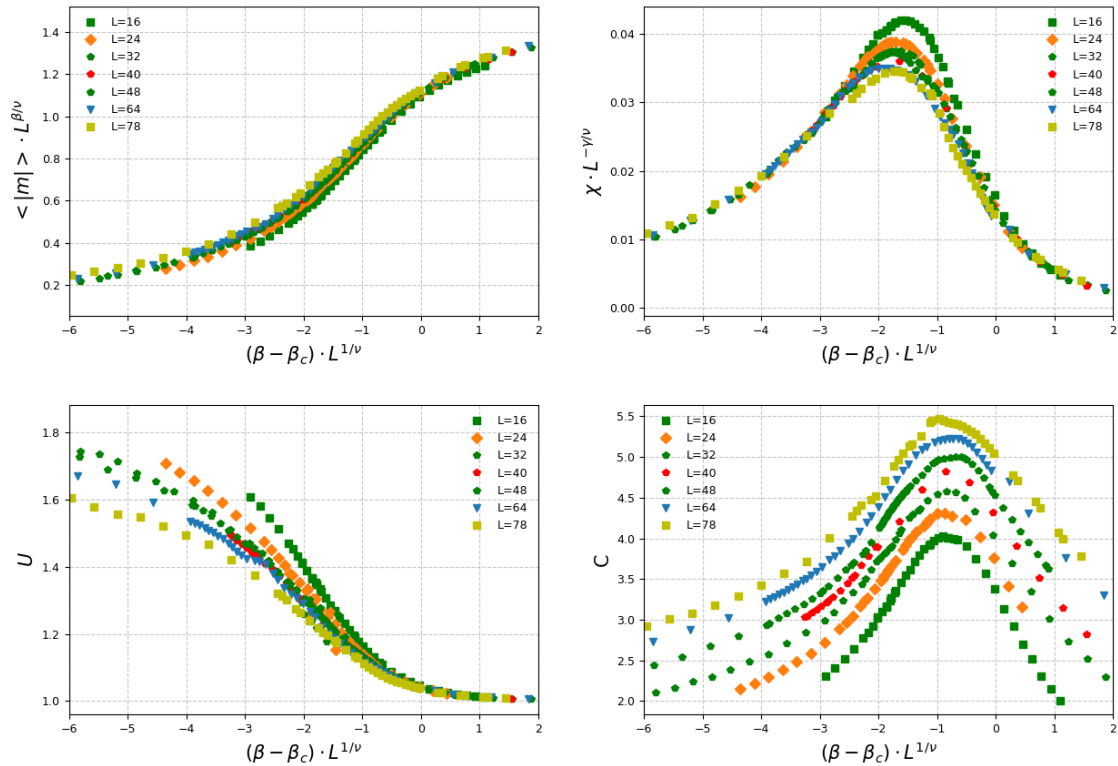 < |m| > · L^{β/ν}
1.4
1.2
1.0
0.8
0.6
0.4
0.2
L=16
L=24
L=32
L=40
L=48
L=64
L=78
−6 −5 −4 −3 −2 −1 0 1 2
(β − β_c) · L^{1/ν}
χ · L^{−γ/ν}
0.04
0.03
0.02
0.01
0.00
L=16
L=24
L=32
L=40
L=48
L=64
L=78
−6 −5 −4 −3 −2 −1 0 1 2
(β − β_c) · L^{1/ν}
U
1.8
1.6
1.4
1.2
1.0
L=16
L=24
L=32
L=40
L=48
L=64
L=78
−6 −5 −4 −3 −2 −1 0 1 2
(β − β_c) · L^{1/ν}
C
5.5
5.0
4.5
4.0
3.5
3.0
2.5
2.0
L=16
L=24
L=32
L=40
L=48
L=64
L=78
−6 −5 −4 −3 −2 −1 0 1 2
(β − β_c) · L^{1/ν}